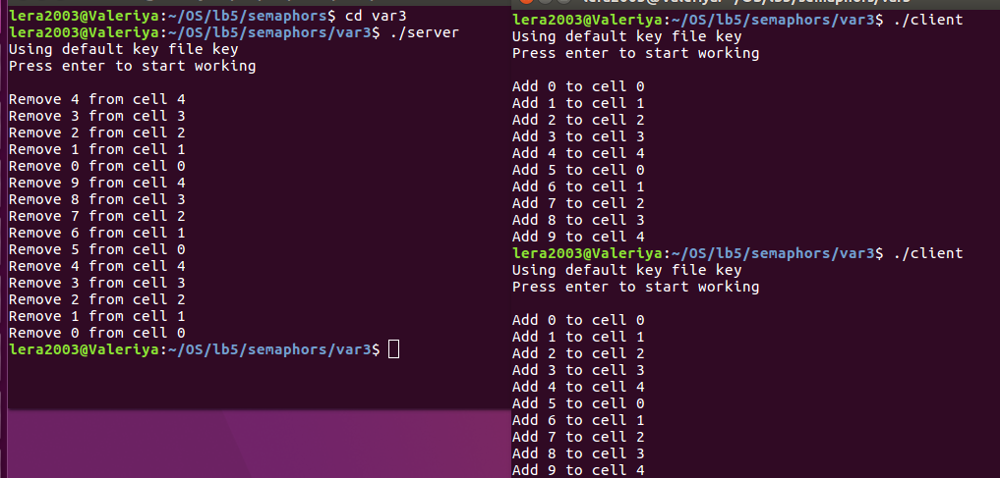 lera2003@Valeriya:~/OS/lb5/semaphors$ cd var3
lera2003@Valeriya:~/OS/lb5/semaphors/var3$ ./server
Using default key file key
Press enter to start working
Remove 4 from cell 4
Remove 3 from cell 3
Remove 2 from cell 2
Remove 1 from cell 1
Remove 0 from cell 0
Remove 9 from cell 4
Remove 8 from cell 3
Remove 7 from cell 2
Remove 6 from cell 1
Remove 5 from cell 0
Remove 4 from cell 4
Remove 3 from cell 3
Remove 2 from cell 2
Remove 1 from cell 1
Remove 0 from cell 0
lera2003@Valeriya:~/OS/lb5/semaphors/var3$
lera2003@Valeriya:~/OS/lb5/semaphors/var3$ ./client
Using default key file key
Press enter to start working
Add 0 to cell 0
Add 1 to cell 1
Add 2 to cell 2
Add 3 to cell 3
Add 4 to cell 4
Add 5 to cell 0
Add 6 to cell 1
Add 7 to cell 2
Add 8 to cell 3
Add 9 to cell 4
lera2003@Valeriya:~/OS/lb5/semaphors/var3$ ./client
Using default key file key
Press enter to start working
Add 0 to cell 0
Add 1 to cell 1
Add 2 to cell 2
Add 3 to cell 3
Add 4 to cell 4
Add 5 to cell 0
Add 6 to cell 1
Add 7 to cell 2
Add 8 to cell 3
Add 9 to cell 4